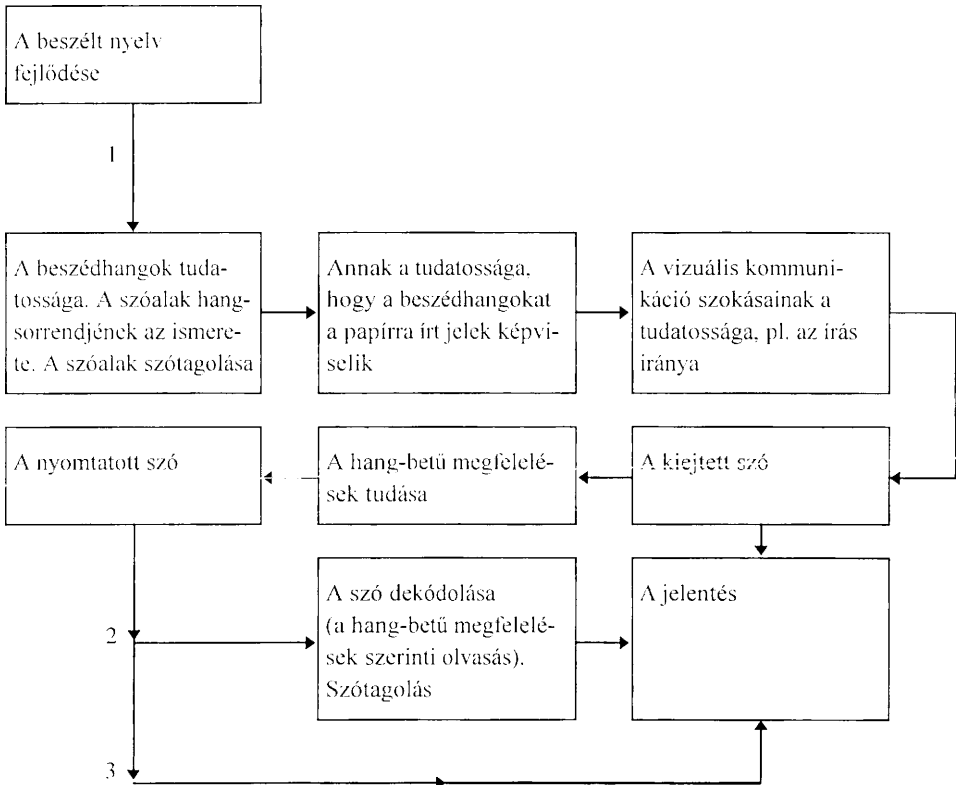 A beszélt nyelv
fejlődése
1
A beszédhangok tuda-
tossága. A szóalak hang-
sorrendjének az ismere-
te. A szóalak szótagolása
Annak a tudatossága,
hogy a beszédhangokat
a papírra írt jelek képvi-
selik
A vizuális kommuni-
káció szokásainak a
tudatossága, pl. az írás
iránya
A nyomtatott szó
A hang-betű megfelelé-
sek tudása
A kiejtett szó
2
A szó dekódolása
(a hang-betű megfelelé-
sek szerinti olvasás).
Szótagolás
A jelentés
3